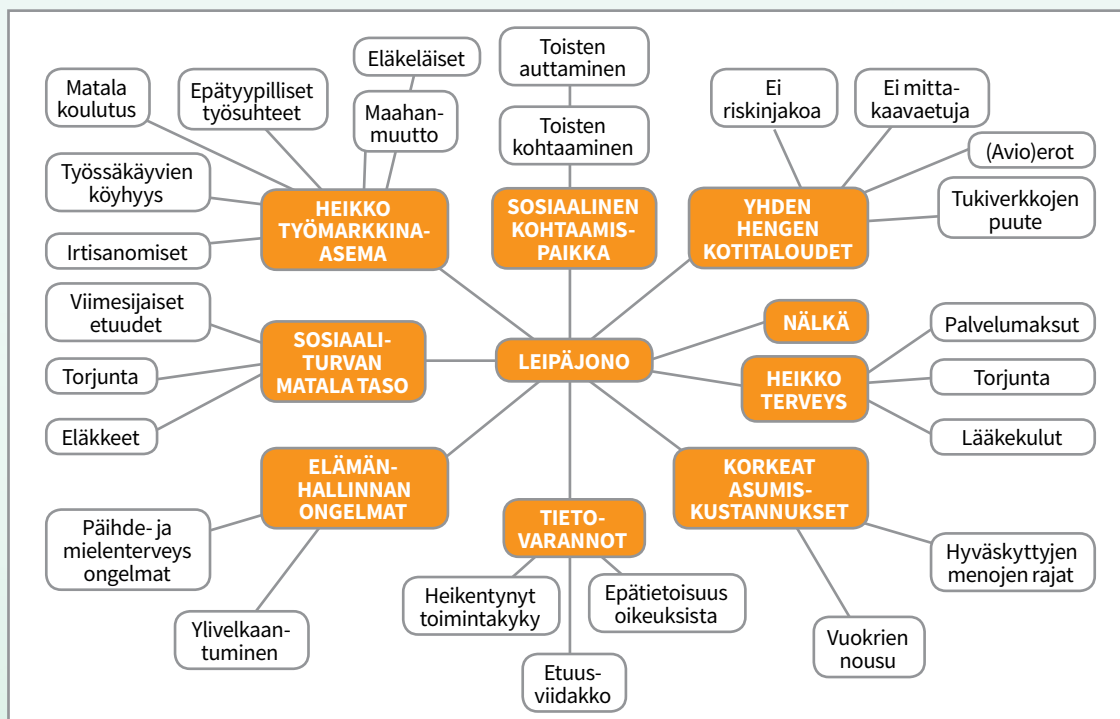 Matala
koulutus
Epätyypilliset
työsuhteet
Eläkeläiset
Maahan-
muutto
Työssäkäyvien
köyhyys
Irtisanomiset
HEIKKO
TYÖMARKKINA-
ASEMA
Toisten
auttaminen
Toisten
kohtaaminen
SOSIAALINEN
KOHTAAMIS-
PAIKKA
Ei
riskinjakoa
Ei mitta-
kaavaetuja
(Avio)erot
Tukiverkkojen
puute
YHDEN
HENGEN
KOTITALOUDET
Viimesijaiset
etuudet
Torjunta
Eläkkeet
SOSIAALI-
TURVAN
MATALA TASO
LEIPÄJONO
NÄLKÄ
HEIKKO
TERVEYS
Palvelumaksut
Torjunta
Lääkekulut
ELÄMÄN-
HALLINNAN
ONGELMAT
Päihde- ja
mielenterveys
ongelmat
Ylivelkaan-
tuminen
TIETO-
VARANNOT
Heikentynyt
toimintakyky
Epätietoisuus
oikeuksista
Etuus-
viidakko
KORKEAT
ASUMIS-
KUSTANNUKSET
Hyväskyttyjen
menojen rajat
Vuokrien
nousu